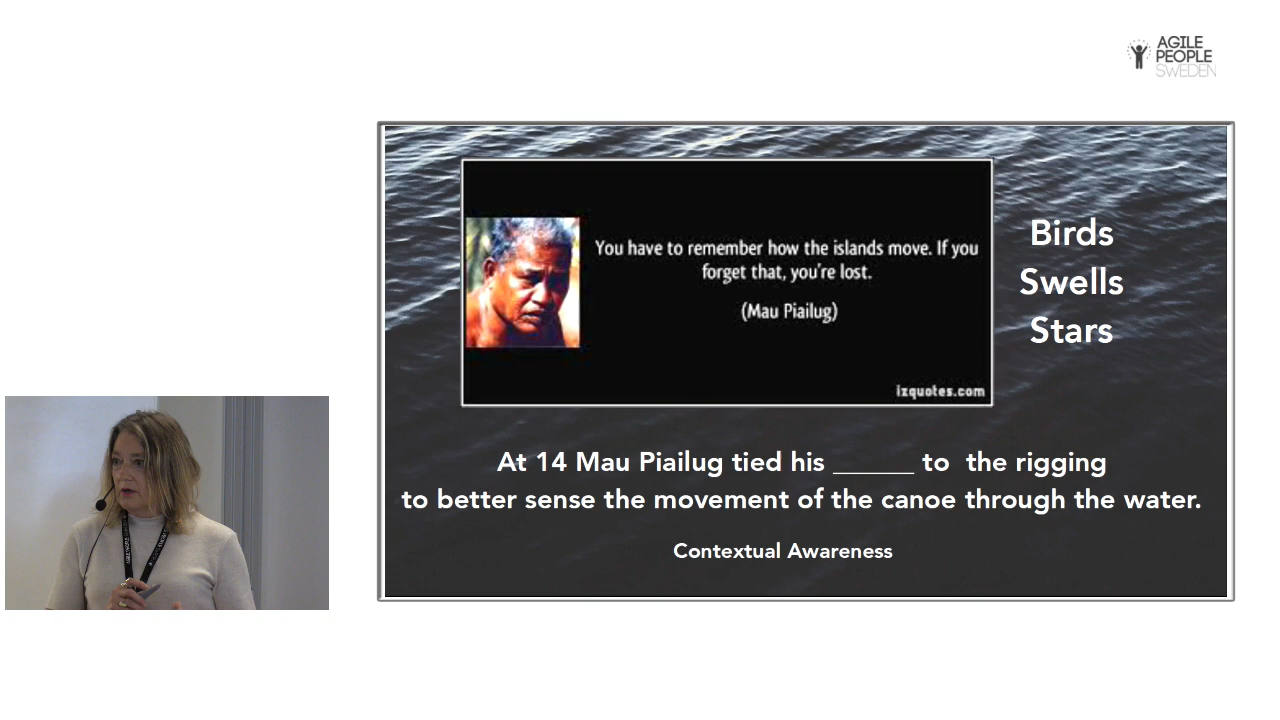 AGILE
PEOPLE
SWEDEN
You have to remember how the islands move. If you
forget that, you're lost.
(Mau Piailug)
izquotes.com
Birds
Swells
Stars
At 14 Mau Piailug tied his ______ to the rigging
to better sense the movement of the canoe through the water.
Contextual Awareness